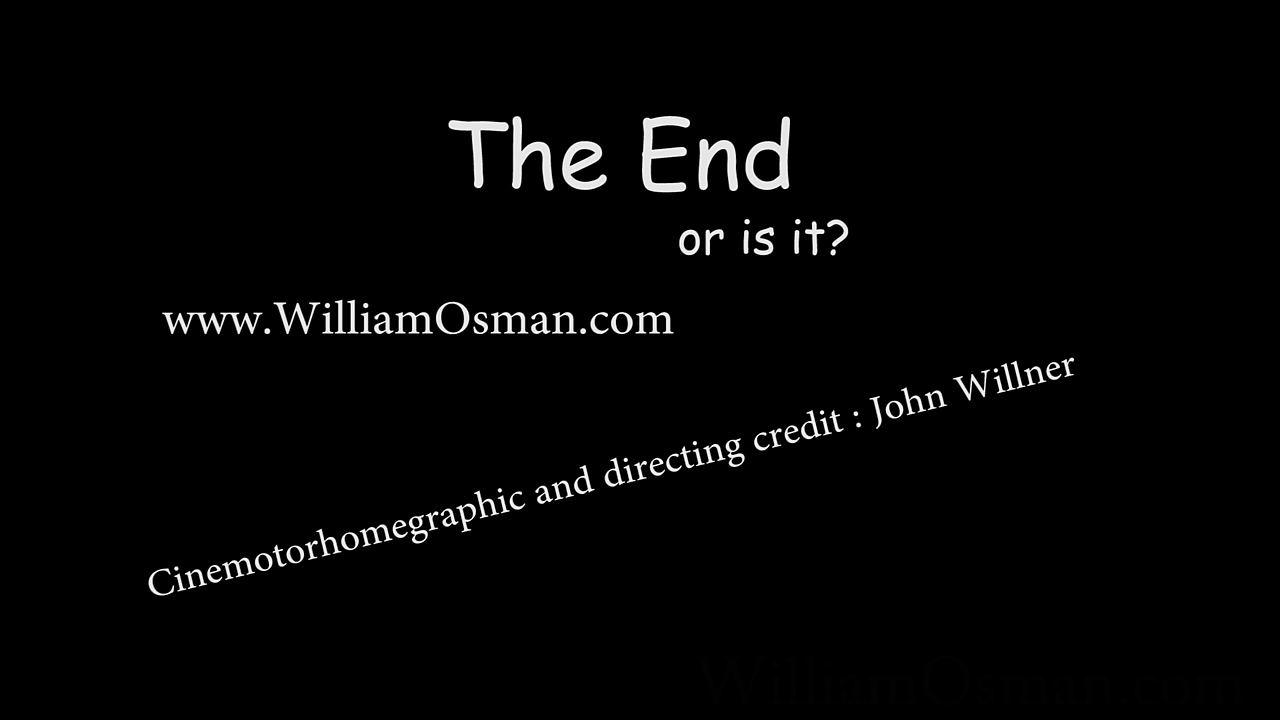 The End
or is it?
www.WilliamOsman.com
Cinemotorhomegraphic and directing credit : John Willner
WilliamOsman.com